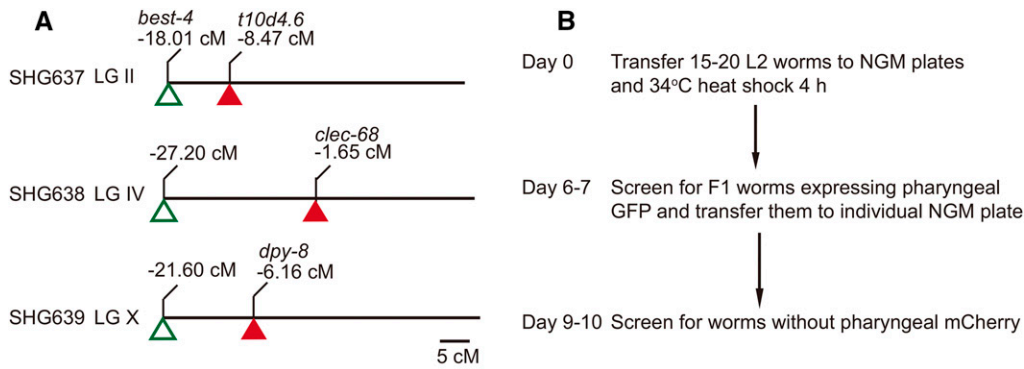 A
best-4
-18.01 cM
t10d4.6
-8.47 cM
SHG637 LG II
-27.20 cM
clec-68
-1.65 cM
SHG638 LG IV
-21.60 cM
dpy-8
-6.16 cM
SHG639 LG X
5 cM
B
Day 0 Transfer 15-20 L2 worms to NGM plates
and 34°C heat shock 4 h
Day 6-7 Screen for F1 worms expressing pharyngeal
GFP and transfer them to individual NGM plate
Day 9-10 Screen for worms without pharyngeal mCherry